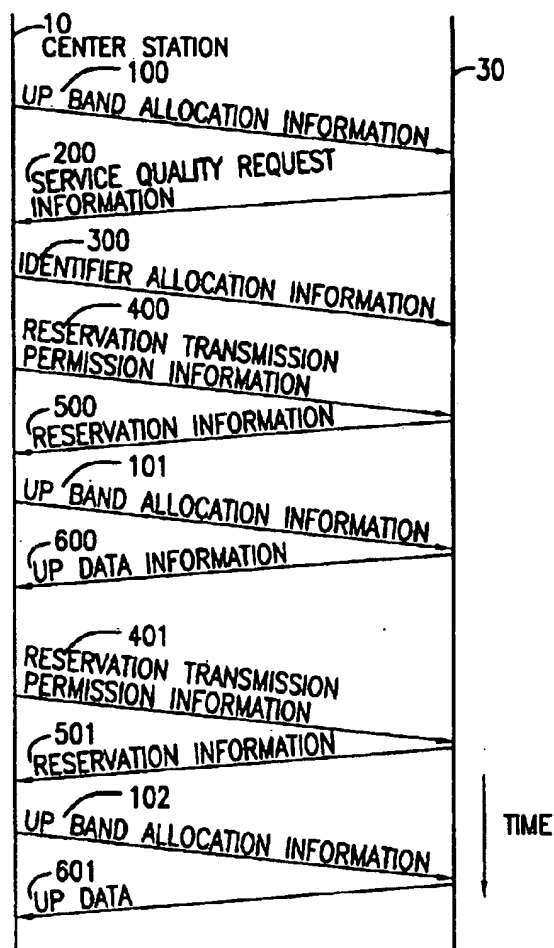 10
CENTER STATION
30
100
UP BAND ALLOCATION INFORMATION
200
SERVICE QUALITY REQUEST
INFORMATION
300
IDENTIFIER ALLOCATION INFORMATION
400
RESERVATION TRANSMISSION
PERMISSION INFORMATION
500
RESERVATION INFORMATION
101
UP BAND ALLOCATION INFORMATION
600
UP DATA INFORMATION
401
RESERVATION TRANSMISSION
PERMISSION INFORMATION
501
RESERVATION INFORMATION
102
UP BAND ALLOCATION INFORMATION
TIME
601
UP DATA